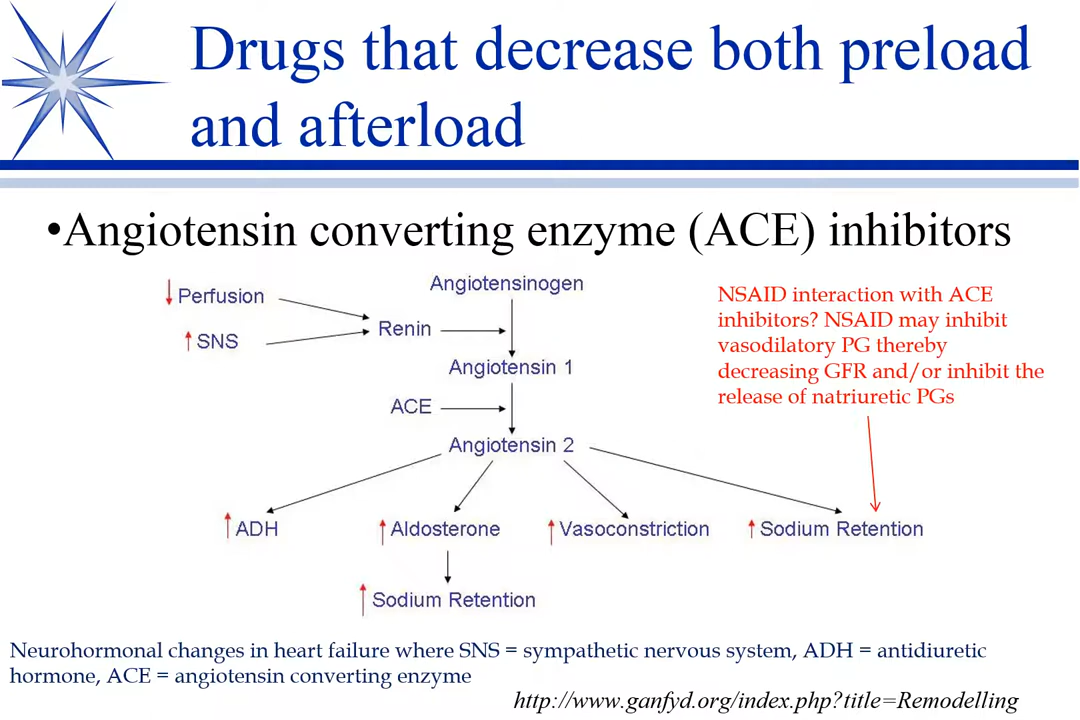 Drugs that decrease both preload
and afterload
•Angiotensin converting enzyme (ACE) inhibitors
Perfusion
SNS
Renin
Angiotensinogen
Angiotensin 1
ACE
Angiotensin 2
NSAID interaction with ACE
inhibitors? NSAID may inhibit
vasodilatory PG thereby
decreasing GFR and/or inhibit the
release of natriuretic PGs
ADH
Aldosterone
Vasoconstriction
Sodium Retention
Sodium Retention
Neurohormonal changes in heart failure where SNS = sympathetic nervous system, ADH = antidiuretic
hormone, ACE = angiotensin converting enzyme
http://www.ganfyd.org/index.php?title=Remodelling